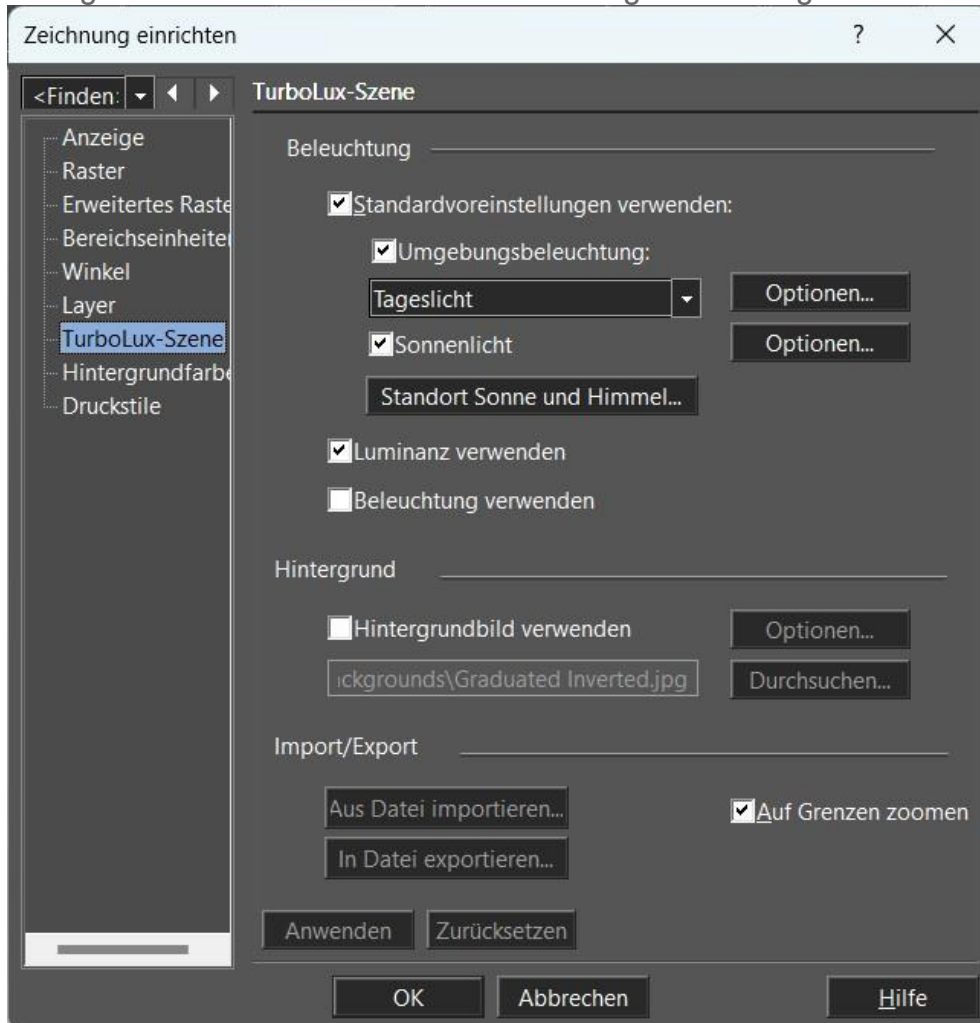 Zeichnung einrichten ? ×
<Finden:
TurboLux-Szene
Anzeige
Raster
Erweitertes Raste
Bereichseinheiter
Winkel
Layer
TurboLux-Szene
Hintergrundfarbe
Druckstile
Beleuchtung
Standardvoreinstellungen verwenden:
Umgebungsbeleuchtung:
Tageslicht
Optionen...
Sonnenlicht
Optionen...
Standort Sonne und Himmel...
Luminanz verwenden
Beleuchtung verwenden
Hintergrund
Hintergrundbild verwenden
Optionen...
ckgrounds\Graduated Inverted.jpg
Durchsuchen...
Import/Export
Aus Datei importieren...
Auf Grenzen zoomen
In Datei exportieren...
Anwenden
Zurücksetzen
OK
Abbrechen
Hilfe